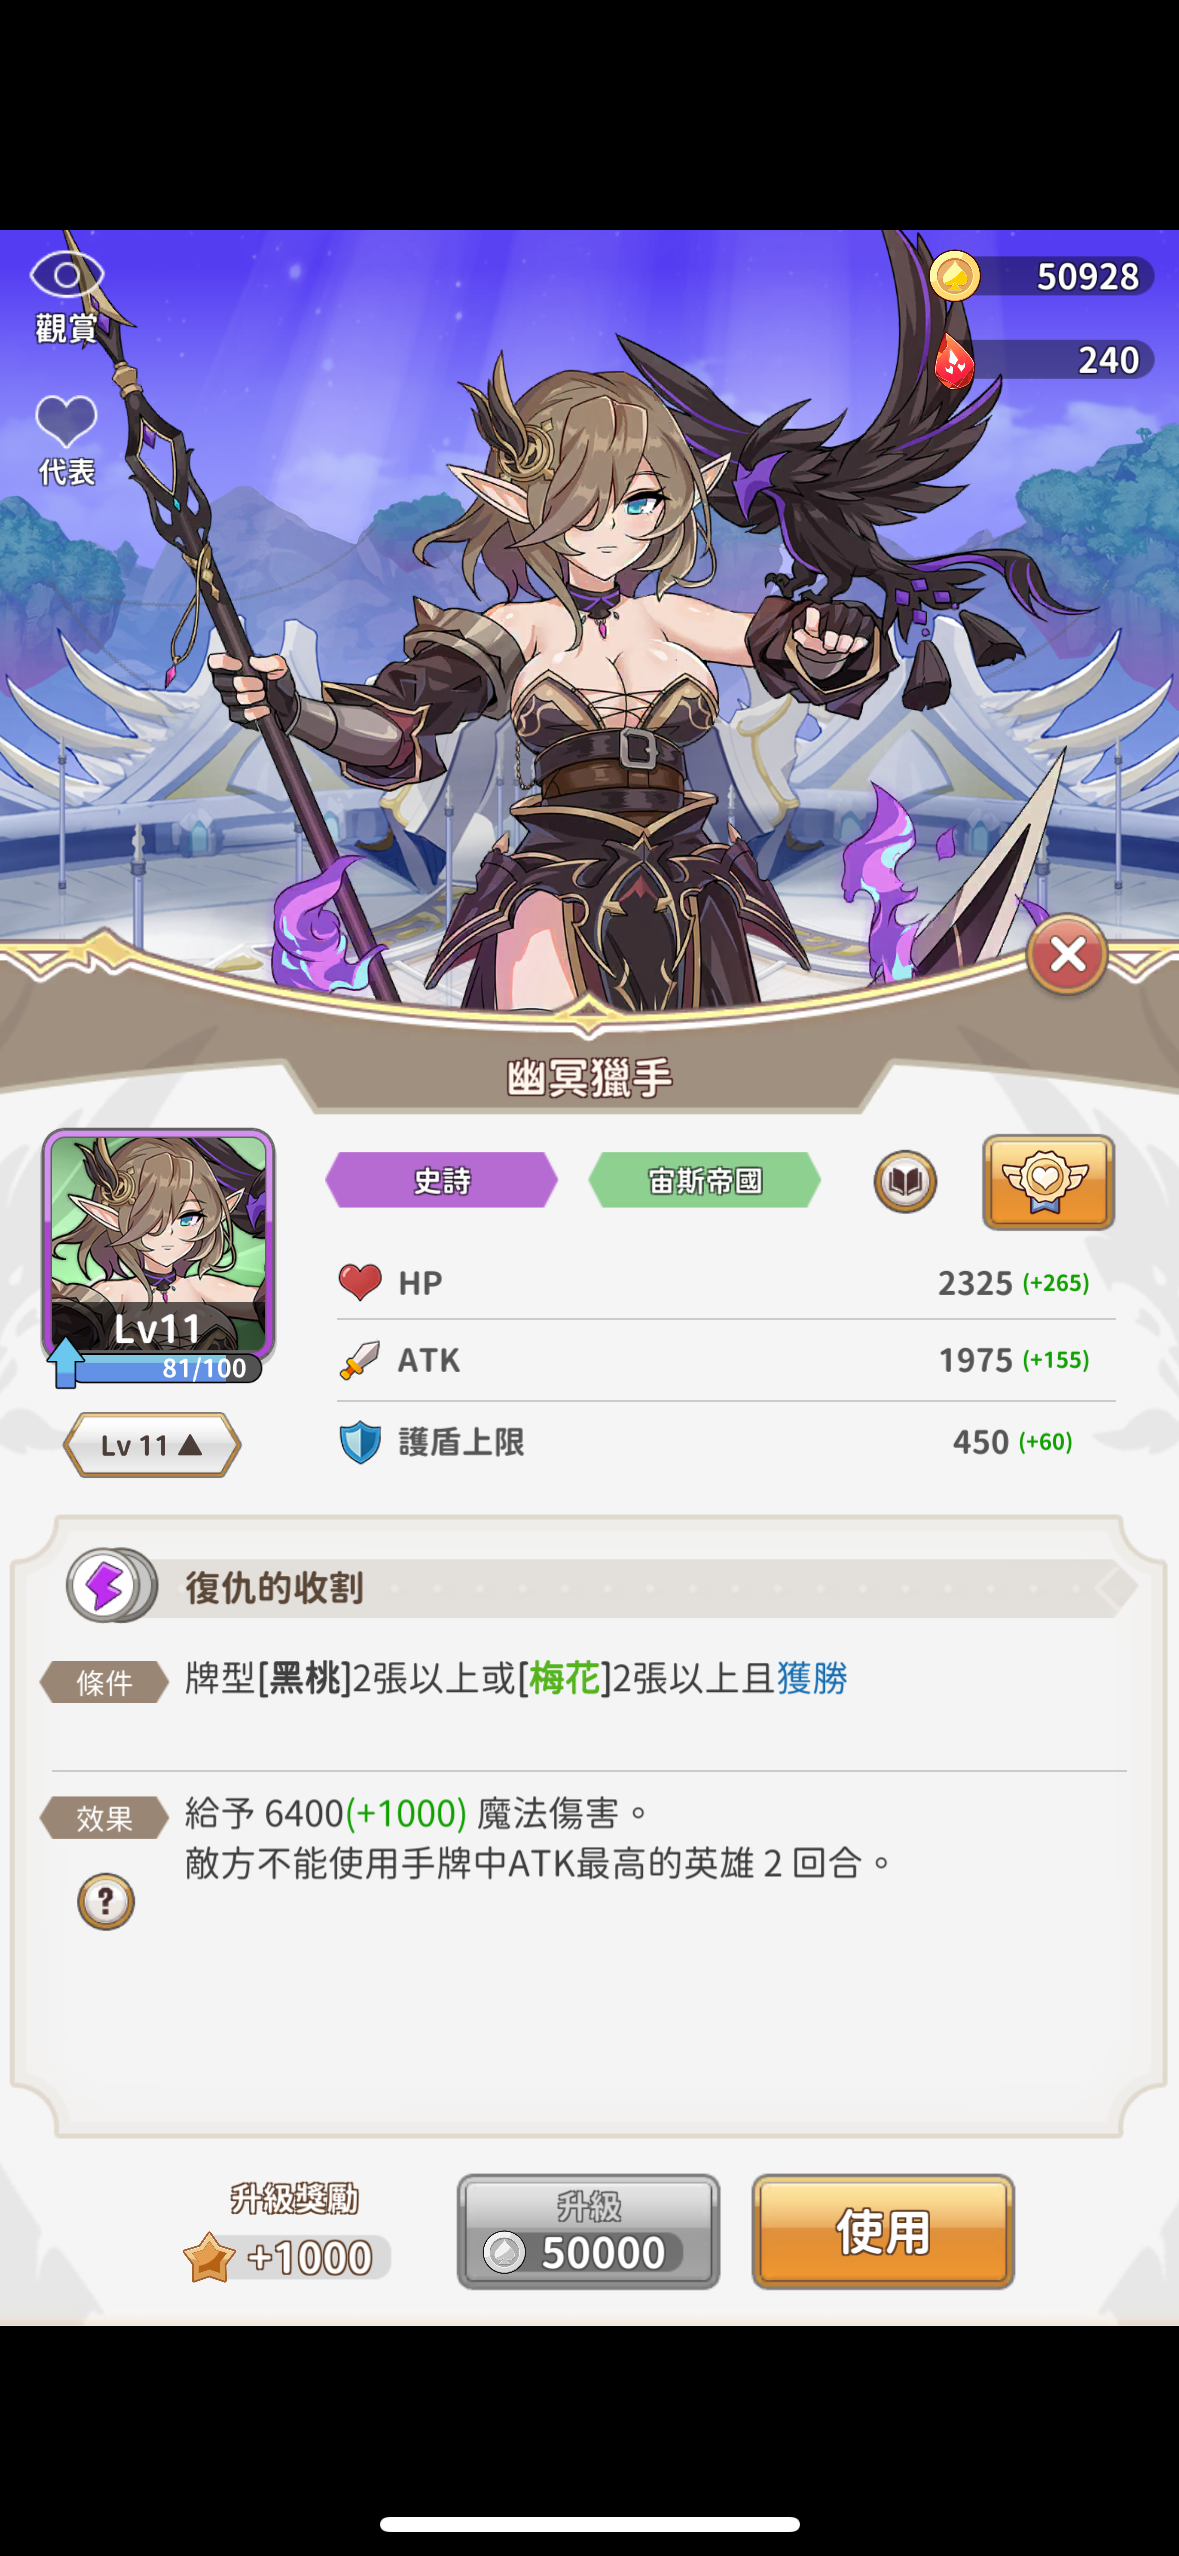 觀賞
50928
240
代表
幽冥獵手
史詩
宙斯帝國
Lv11
81/100
Lv 11 ▲
HP
2325 (+265)
ATK
1975 (+155)
護盾上限
450 (+60)
復仇的收割
條件
牌型[黑桃]2張以上或[梅花]2張以上且獲勝
效果
給予 6400(+1000) 魔法傷害。
敵方不能使用手牌中ATK最高的英雄 2 回合。
?
升級獎勵
+1000
升級
50000
使用